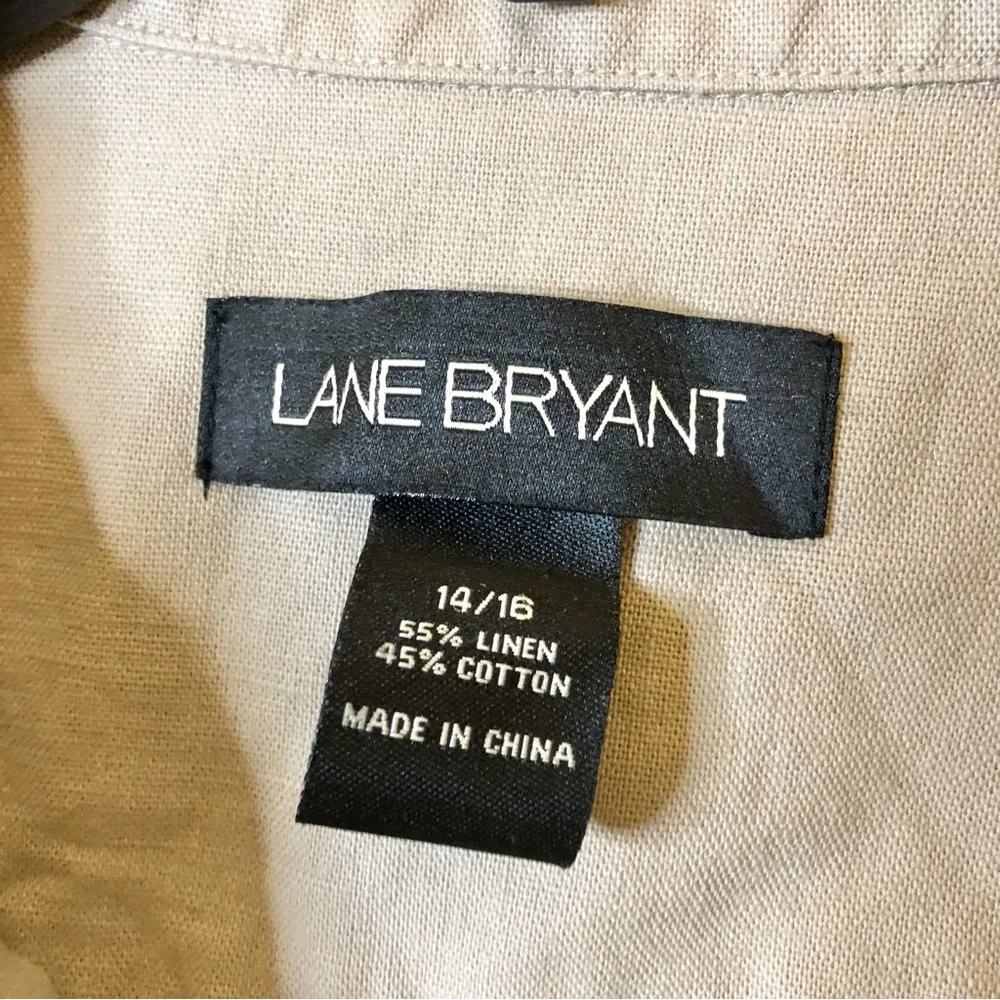 LANE BRYANT
14/16
55% LINEN
45% COTTON
MADE IN CHINA